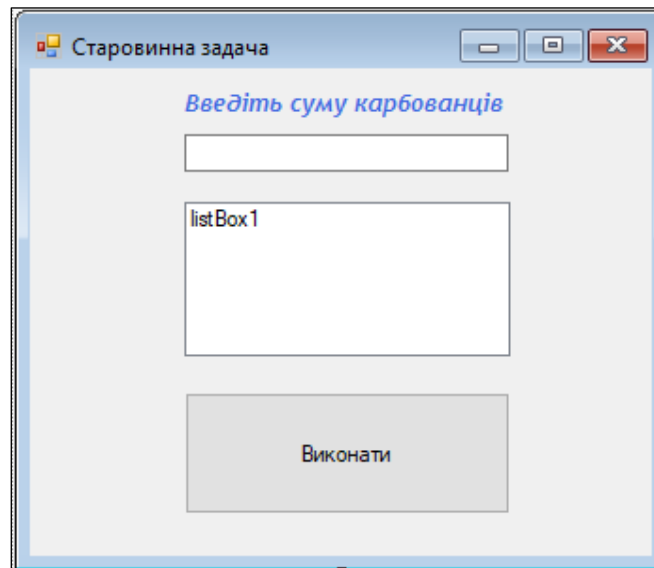 Старовинна задача
Введіть суму карбованців
listBox1
Виконати